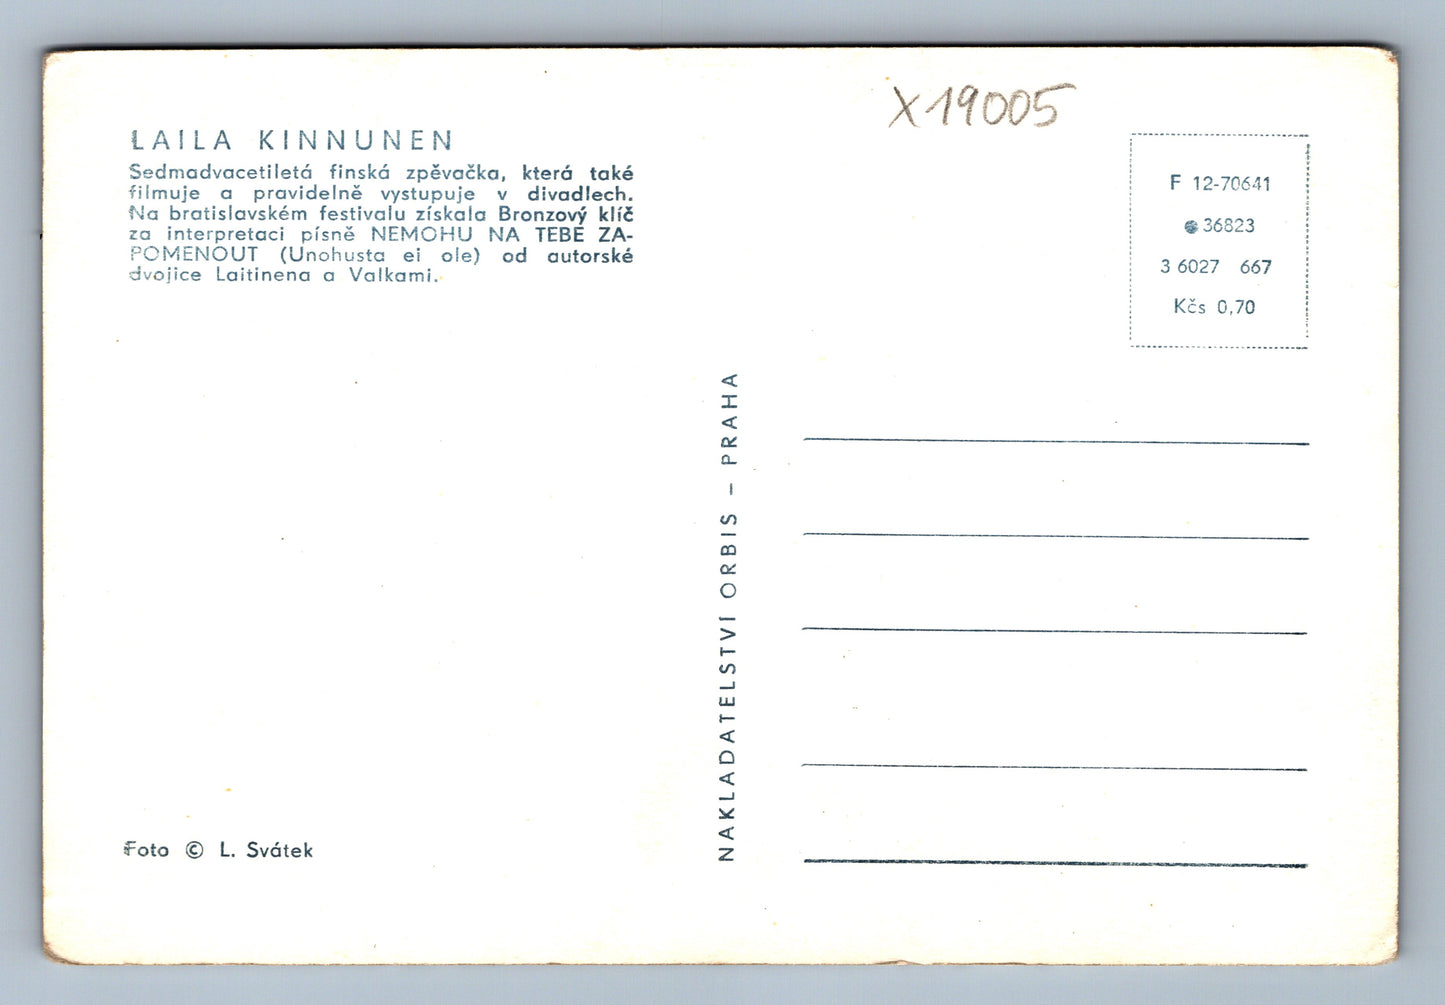 X19005
LAILA KINNUNEN
Sedmadvacetiletá finská zpěvačka, která také
filmuje a pravidelně vystupuje v divadlech.
Na bratislavském festivalu získala Bronzový klíč
za interpretaci písně NEMOHU NA TEBE ZA-
POMENOUT (Unohusta ei ole) od autorské
dvojice Laitinena a Valkami.
F 12-70641
36823
3 6027 667
Kčs 0,70
NAKLADATELSTVÍ ORBIS – PRAHA
Foto © L. Svátek